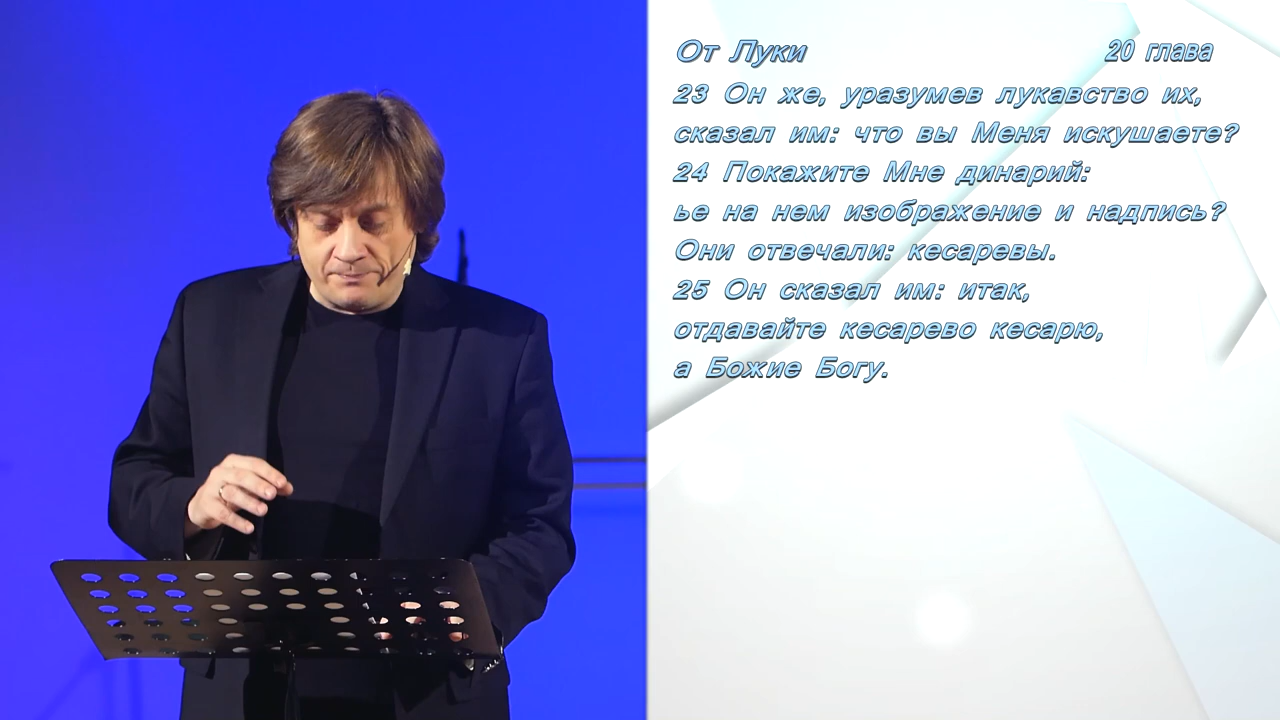 От Луки 20 глава
23 Он же, уразумев лукавство их,
сказал им: что вы Меня искушаете?
24 Покажите Мне динарий:
ье на нем изображение и надпись?
Они отвечали: кесаревы.
25 Он сказал им: итак,
отдавайте кесарево кесарю,
а Божие Богу.